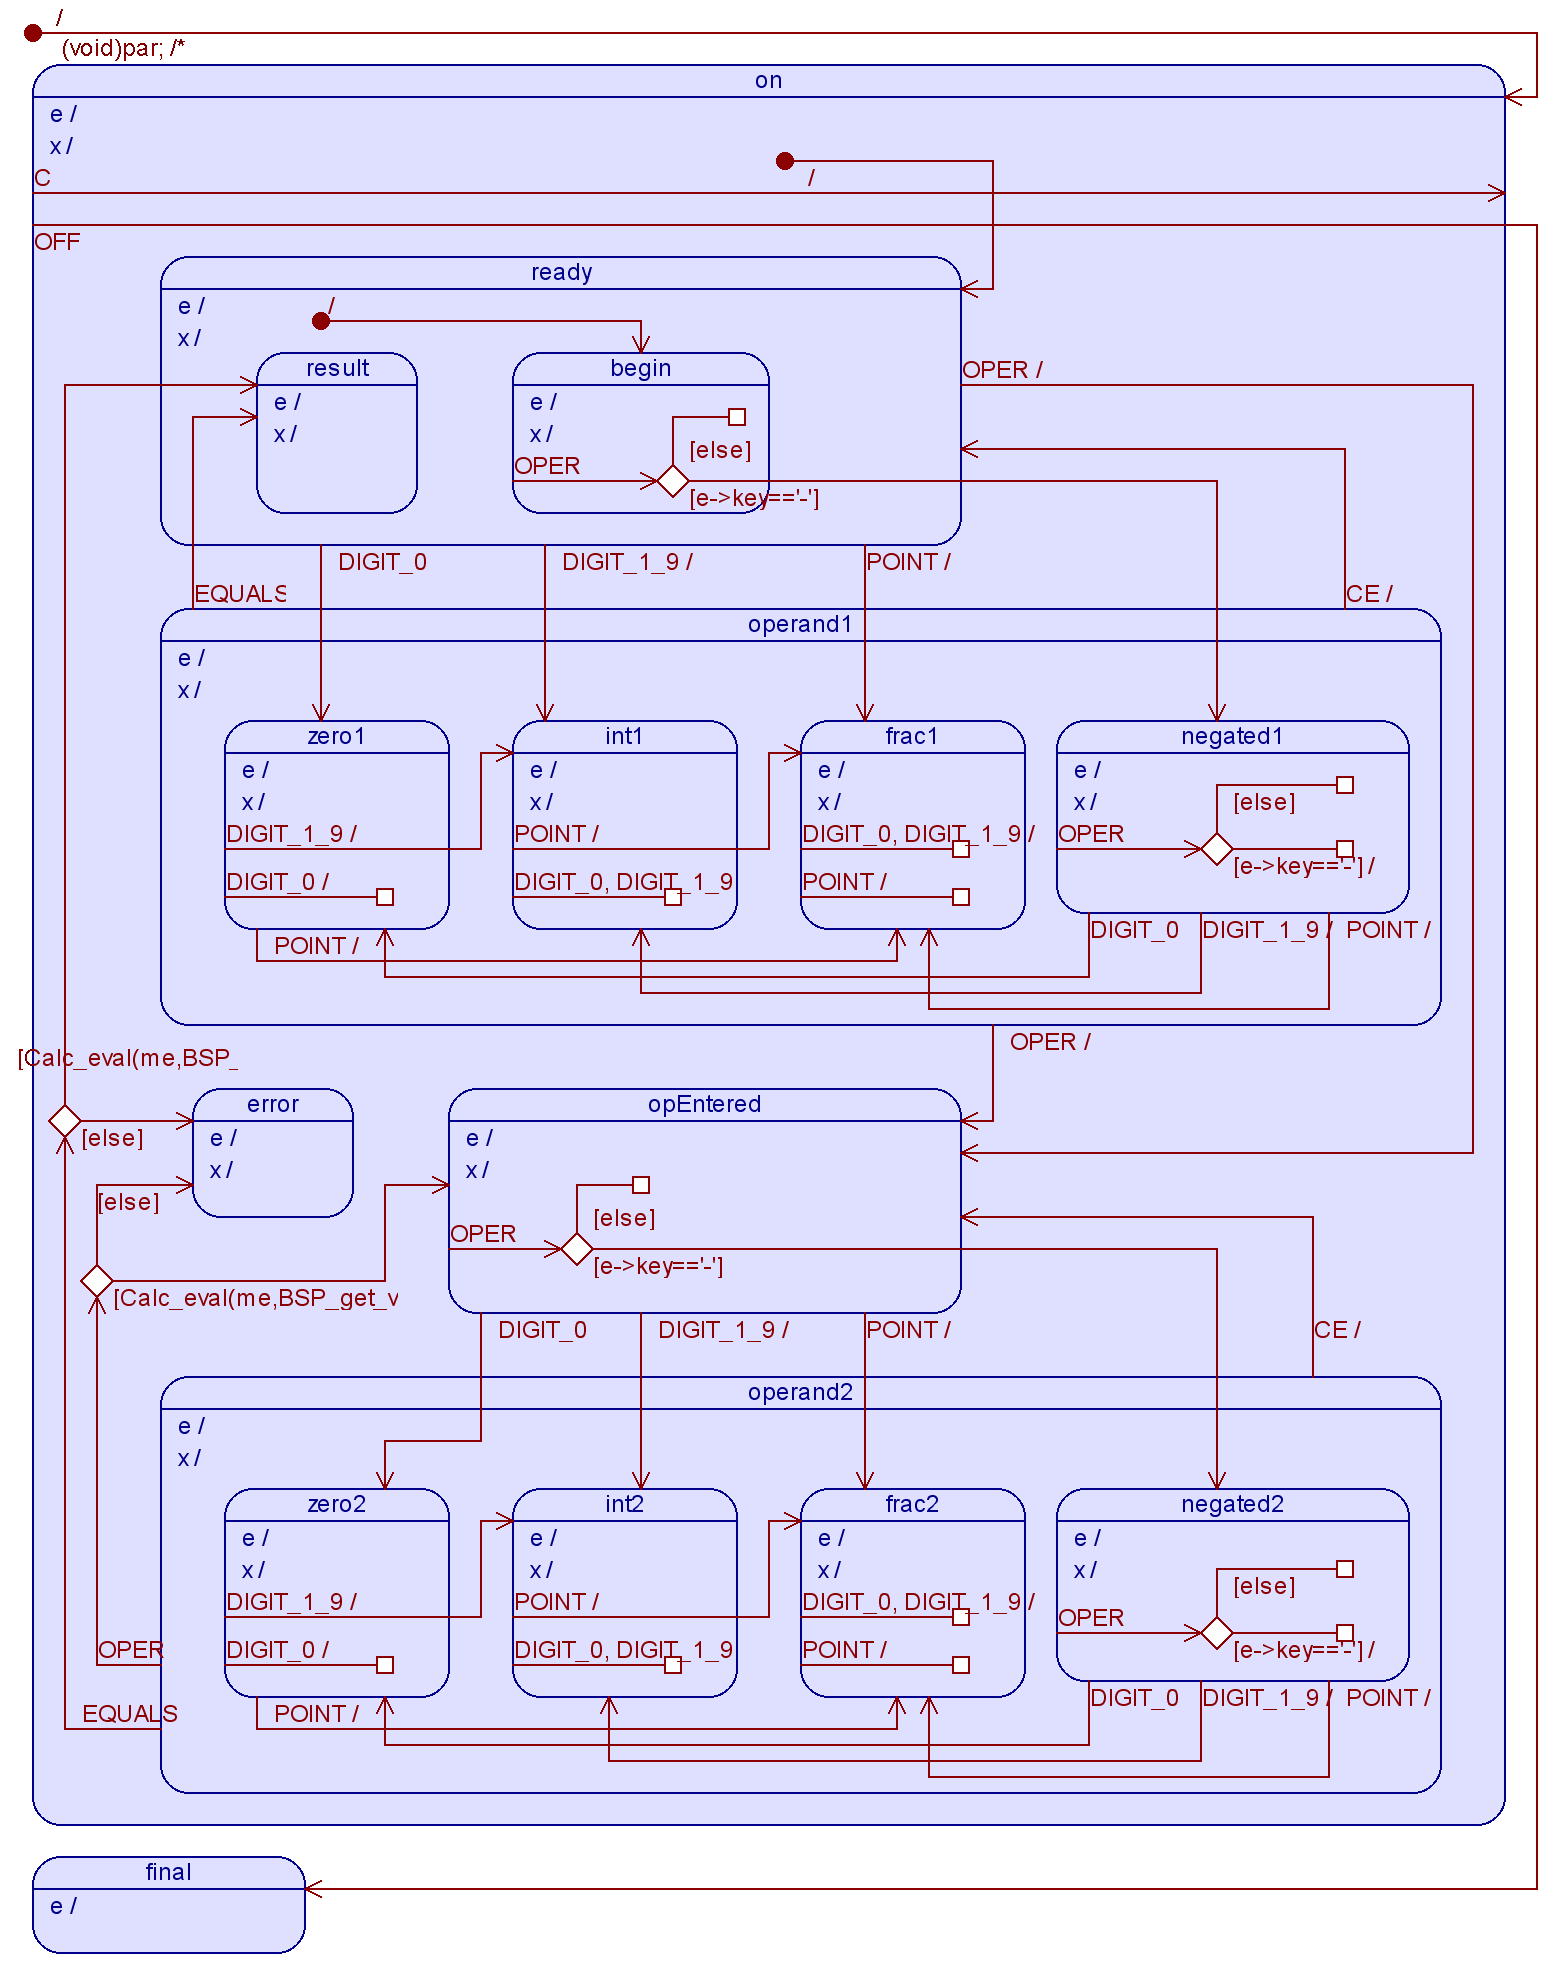 /
(void)par; /*
on
e /
x /
C
/
OFF
ready
e /
/
x /
result
begin
OPER /
e /
e /
x /
x /
[else]
OPER
[e->key=='-']
DIGIT_0
DIGIT_1_9 /
POINT /
EQUALS
CE /
operand1
e /
x /
zero1
int1
frac1
negated1
e /
e /
e /
e /
x /
x /
x /
x /
[else]
DIGIT_1_9 /
POINT /
DIGIT_0, DIGIT_1_9 /
OPER
[e->key=='-'] /
DIGIT_0 /
DIGIT_0, DIGIT_1_9
POINT /
DIGIT_0
DIGIT_1_9 /
POINT /
POINT /
OPER /
[Calc_eval(me,BSP_
error
opEntered
[else]
e /
e /
x /
x /
[else]
[else]
OPER
[e->key=='-']
[Calc_eval(me,BSP_get_v
DIGIT_0
DIGIT_1_9 /
POINT /
CE /
operand2
e /
x /
zero2
int2
frac2
negated2
e /
e /
e /
e /
x /
x /
x /
x /
[else]
DIGIT_1_9 /
POINT /
DIGIT_0, DIGIT_1_9 /
OPER
OPER
DIGIT_0 /
DIGIT_0, DIGIT_1_9
POINT /
[e->key=='-'] /
DIGIT_0
DIGIT_1_9 /
POINT /
EQUALS
POINT /
final
e /